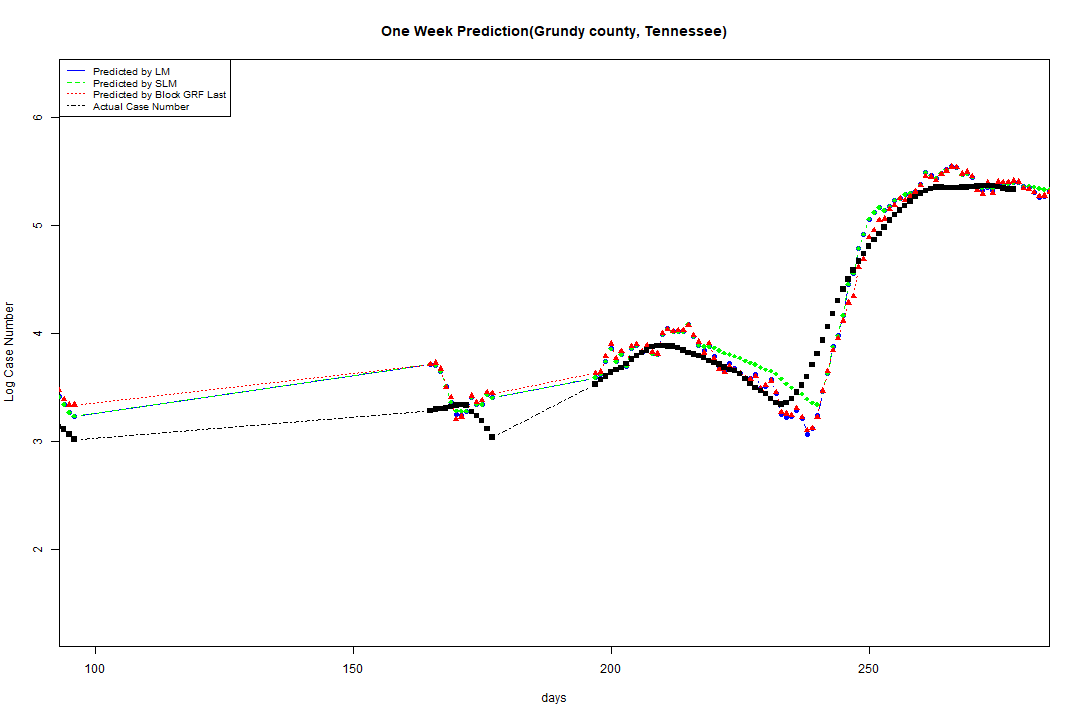 One Week Prediction(Grundy county, Tennessee)
Predicted by LM
Predicted by SLM
Predicted by Block GRF Last
Actual Case Number
Log Case Number
6
5
4
3
2
100 150 200 250
days